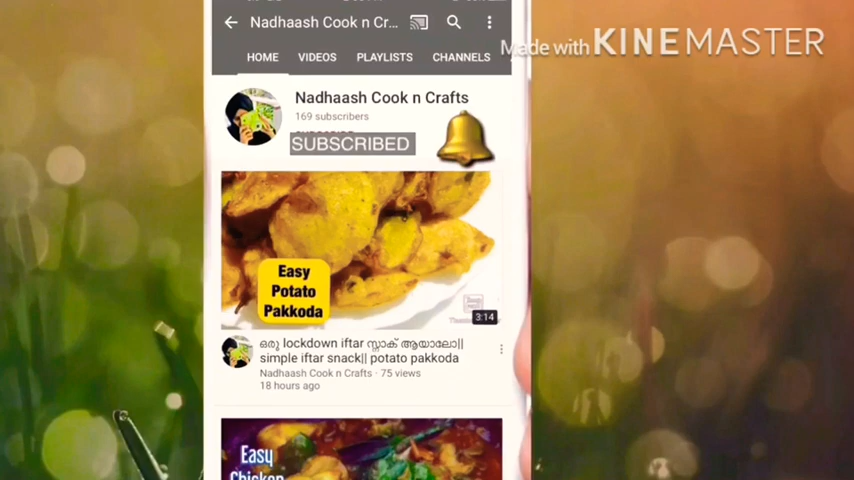 Nadhaash Cook n Cr...
Made with KINEMASTER
HOME VIDEOS PLAYLISTS CHANNELS
Nadhaash Cook n Crafts
169 subscribers
SUBSCRIBED
Easy
Potato
Pakkoda
3:14
ഒരു lockdown iftar സ്നാക് ആയാലോ||
simple iftar snack|| potato pakkoda
Nadhaash Cook n Crafts · 75 views
18 hours ago
Easy
Chicken